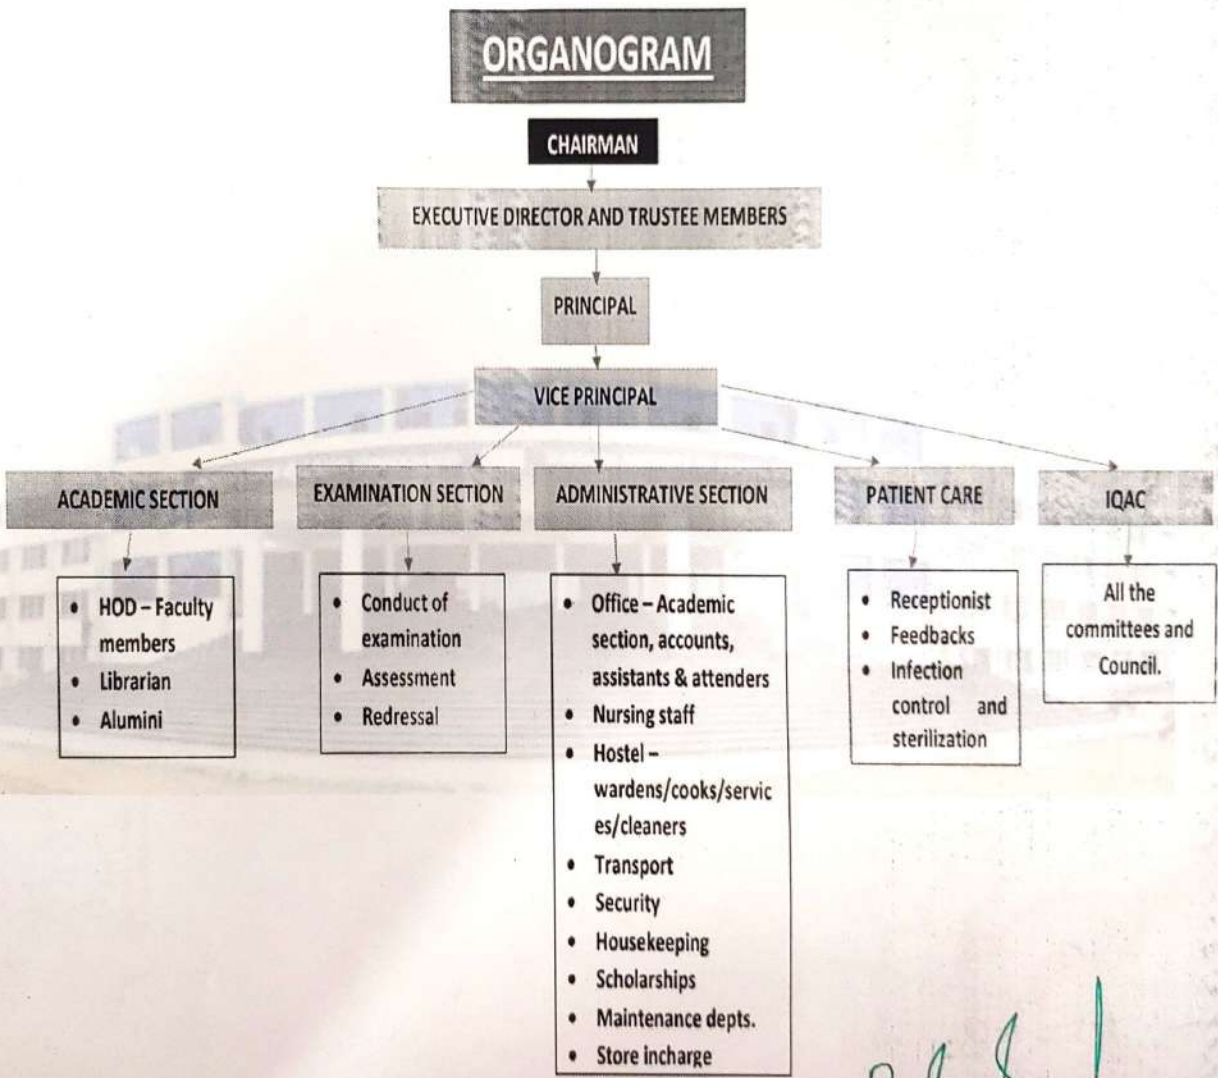 ORGANOGRAM
CHAIRMAN
EXECUTIVE DIRECTOR AND TRUSTEE MEMBERS
PRINCIPAL
VICE PRINCIPAL
ACADEMIC SECTION
EXAMINATION SECTION
ADMINISTRATIVE SECTION
PATIENT CARE
IQAC
• HOD – Faculty
members
• Librarian
• Alumini
• Conduct of
examination
• Assessment
• Redressal
• Office – Academic
section, accounts,
assistants & attenders
• Nursing staff
• Hostel –
wardens/cooks/servic
es/cleaners
• Transport
• Security
• Housekeeping
• Scholarships
• Maintenance depts.
• Store incharge
• Receptionist
• Feedbacks
• Infection
control and
sterilization
All the
committees and
Council.